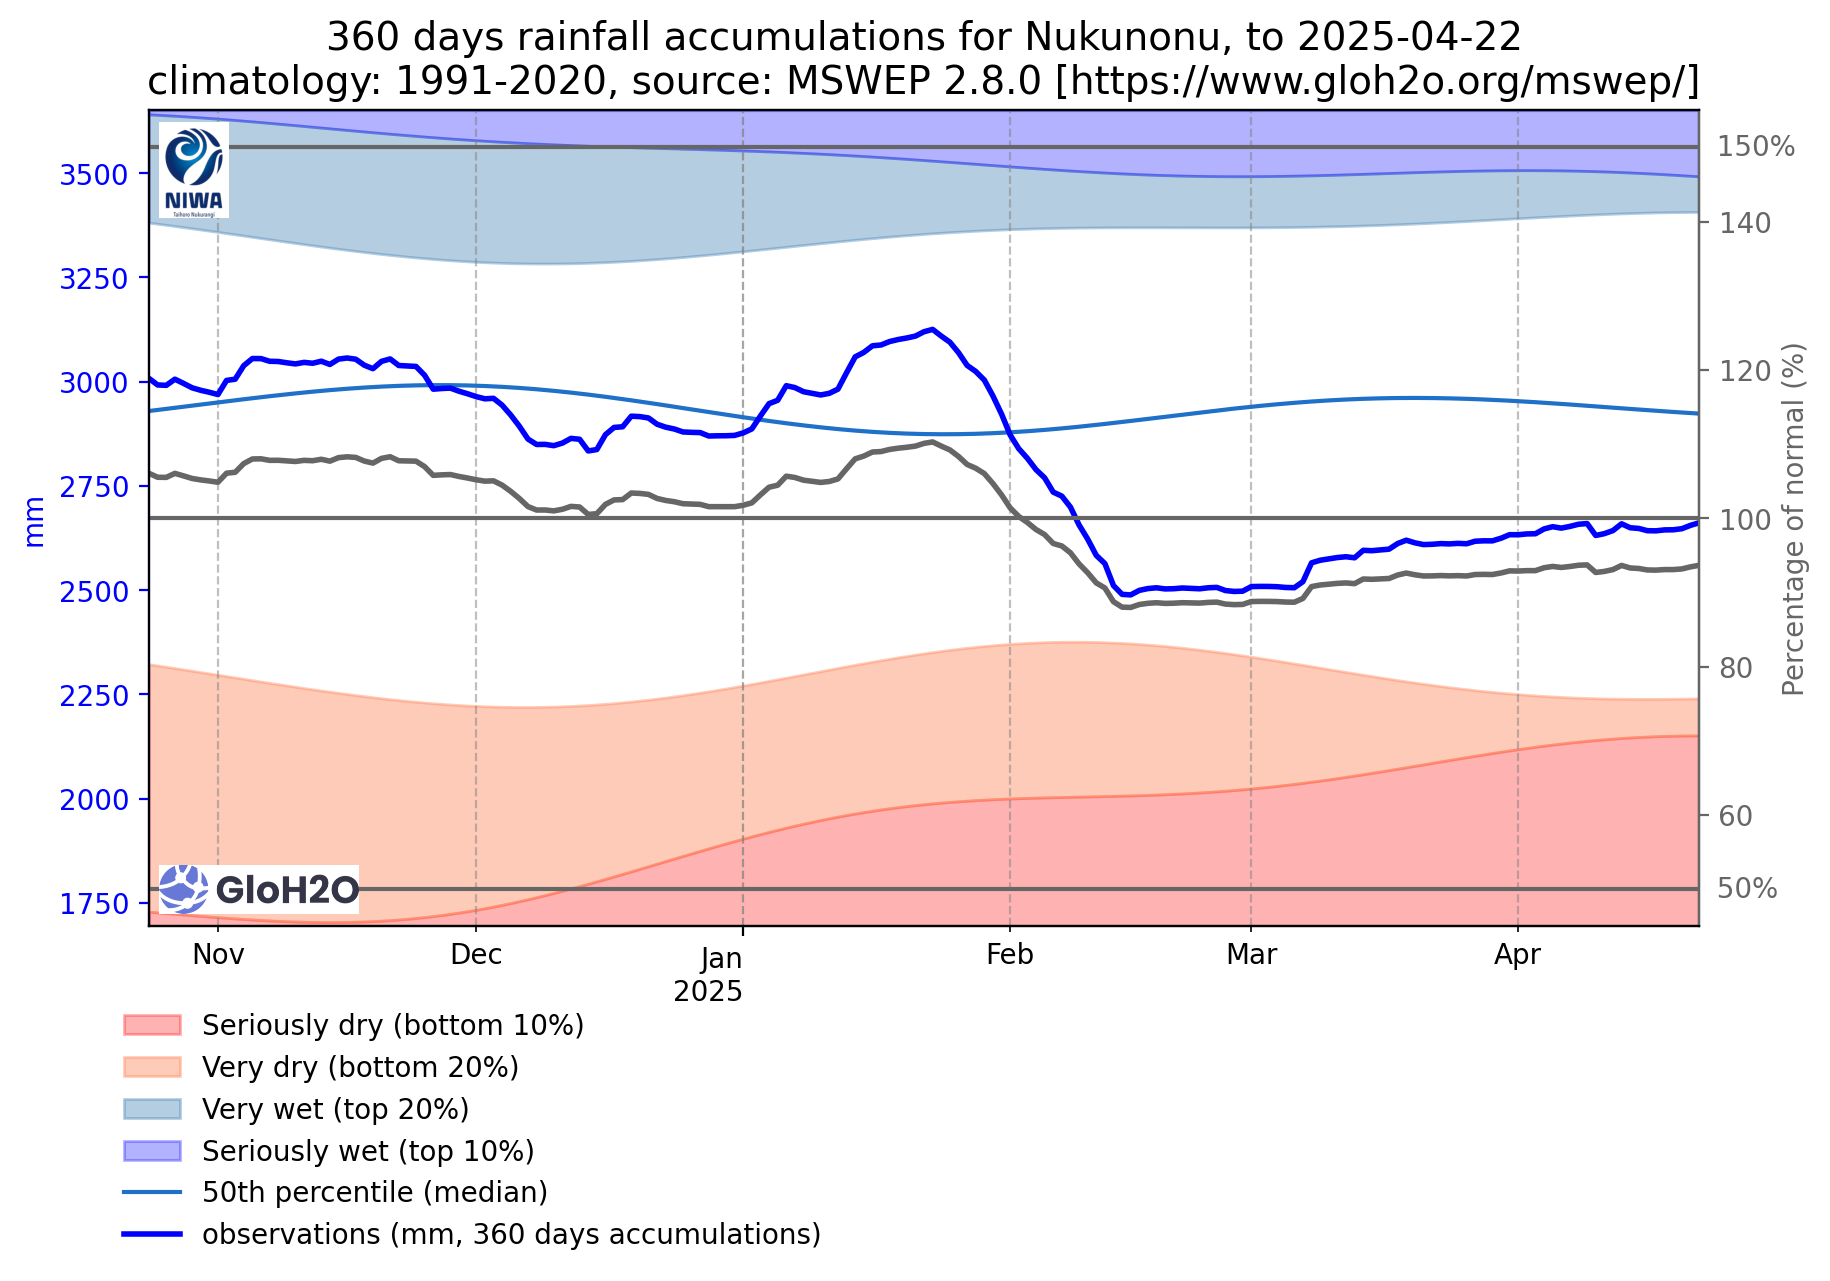 360 days rainfall accumulations for Nukunonu, to 2025-04-22
climatology: 1991-2020, source: MSWEP 2.8.0 [https://www.gloh2o.org/mswep/]
NIWA
Taihoro Nukurangi
3500
3250
3000
2750
2500
2250
2000
1750
mm
150%
140
120
100
80
60
50%
Percentage of normal (%)
GloH2O
Nov
Dec
Jan
2025
Feb
Mar
Apr
Seriously dry (bottom 10%)
Very dry (bottom 20%)
Very wet (top 20%)
Seriously wet (top 10%)
50th percentile (median)
observations (mm, 360 days accumulations)